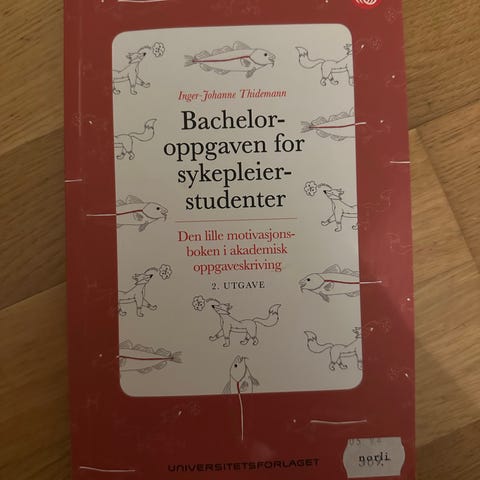 Inger-Johanne Thidemann
Bachelor-
oppgaven for
sykepleier-
studenter
Den lille motivasjons-
boken i akademisk
oppgaveskriving
2. UTGAVE
norli
UNIVERSITETSFORLAGET